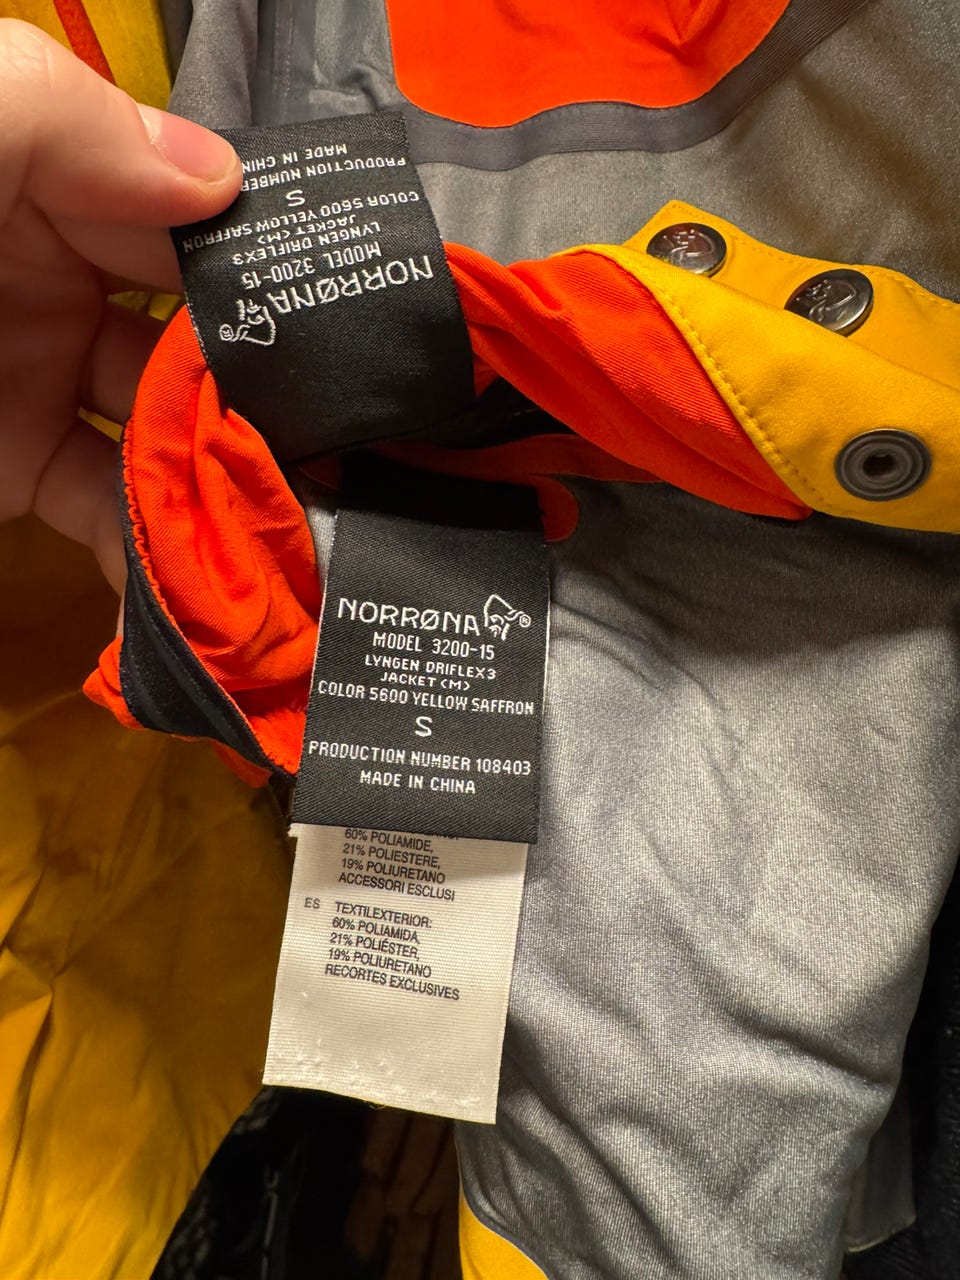 MADE IN CHIN
PRODUCTION NUMBER
S
COLOR 5600 YELLOW SAFFRON
JACKET (M)
LYNGEN DRIFLEX3
MODEL 3200-15
NORRØNA ®
NORRØNA ®
MODEL 3200-15
LYNGEN DRIFLEX3
JACKET (M)
COLOR 5600 YELLOW SAFFRON
S
PRODUCTION NUMBER 108403
MADE IN CHINA
60% POLIAMIDE,
21% POLIESTERE,
19% POLIURETANO
ACCESSORI ESCLUSI
ES TEXTILEXTERIOR:
60% POLIAMIDA,
21% POLIÉSTER,
19% POLIURETANO
RECORTES EXCLUSIVES